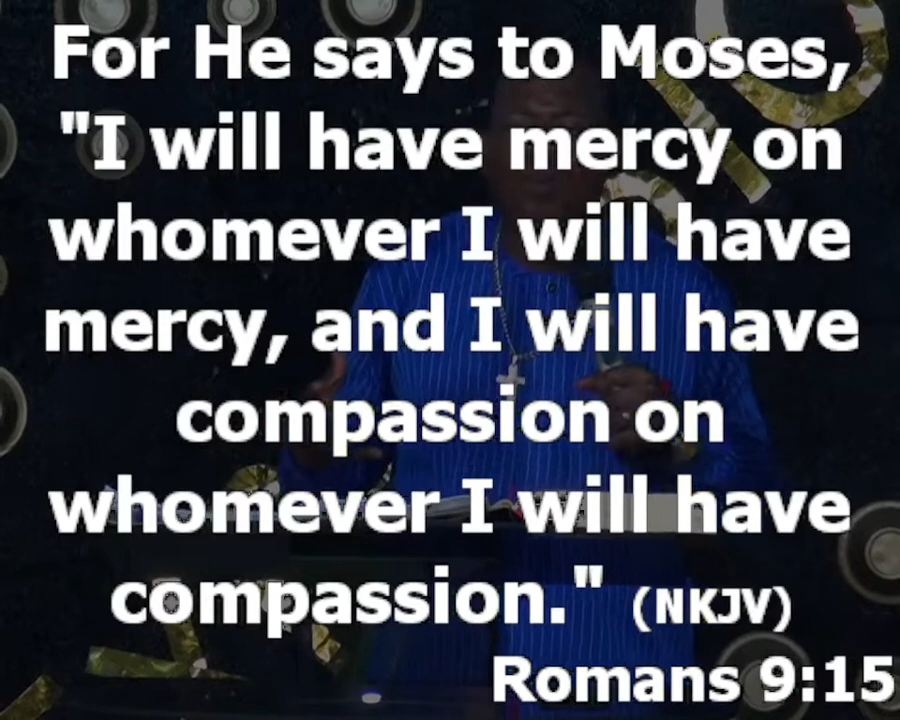 For He says to Moses,
"I will have mercy on
whomever I will have
mercy, and I will have
compassion on
whomever I will have
compassion." (NKJV)
Romans 9:15